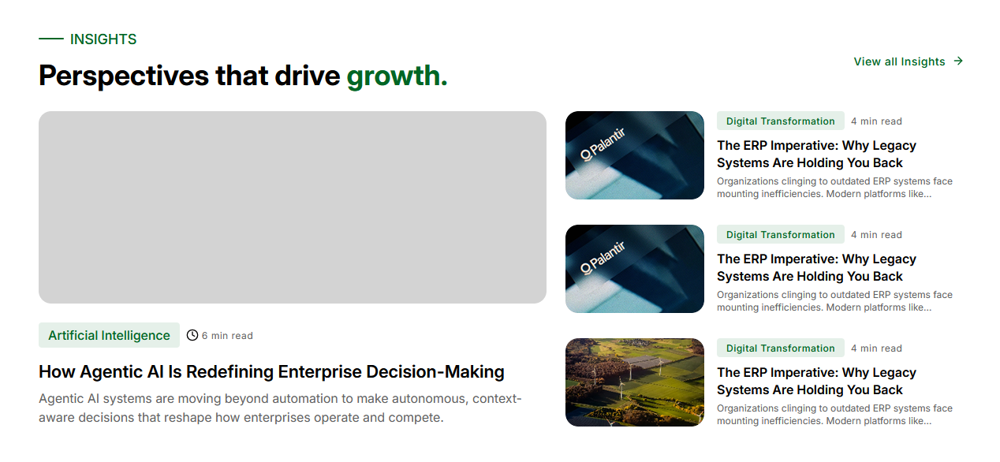 INSIGHTS
Perspectives that drive growth.
View all Insights →
Artificial Intelligence
6 min read
How Agentic AI Is Redefining Enterprise Decision-Making
Agentic AI systems are moving beyond automation to make autonomous, context-
aware decisions that reshape how enterprises operate and compete.
Palantir
Digital Transformation
4 min read
The ERP Imperative: Why Legacy
Systems Are Holding You Back
Organizations clinging to outdated ERP systems face
mounting inefficiencies. Modern platforms like...
Palantir
Digital Transformation
4 min read
The ERP Imperative: Why Legacy
Systems Are Holding You Back
Organizations clinging to outdated ERP systems face
mounting inefficiencies. Modern platforms like...
Digital Transformation
4 min read
The ERP Imperative: Why Legacy
Systems Are Holding You Back
Organizations clinging to outdated ERP systems face
mounting inefficiencies. Modern platforms like...